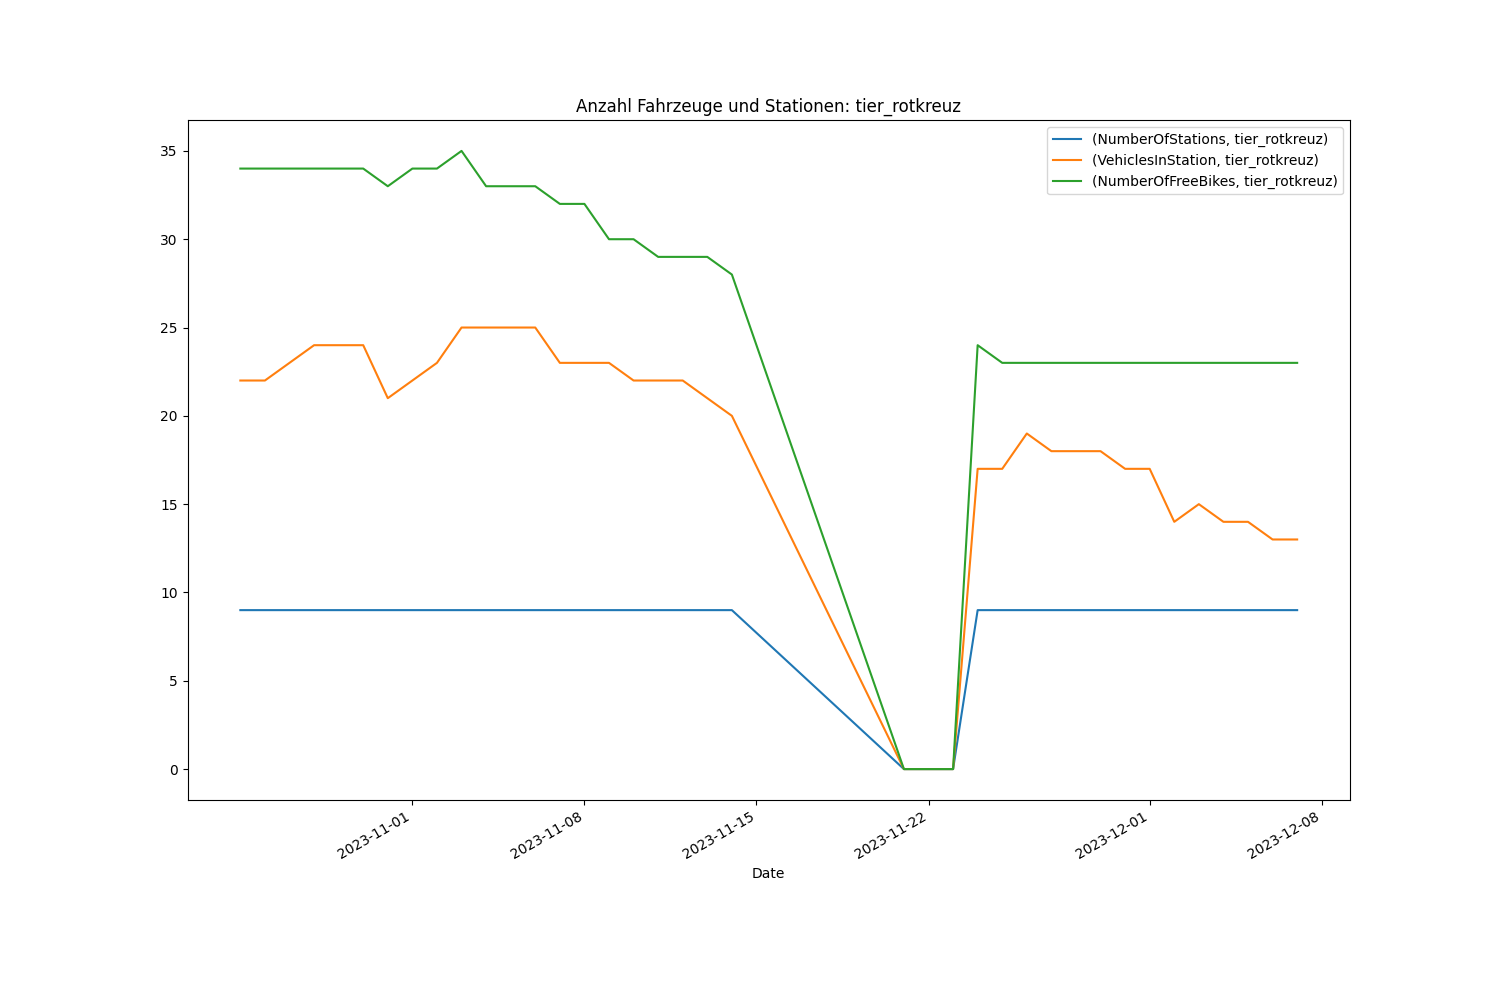 Anzahl Fahrzeuge und Stationen: tier_rotkreuz
(NumberOfStations, tier_rotkreuz)
(VehiclesInStation, tier_rotkreuz)
(NumberOfFreeBikes, tier_rotkreuz)
35
30
25
20
15
10
5
0
2023-11-01
2023-11-08
2023-11-15
2023-11-22
2023-12-01
2023-12-08
Date